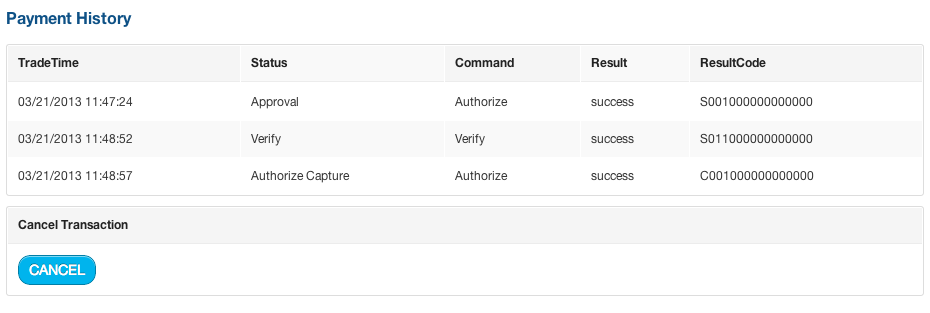 Payment History
TradeTime Status Command Result ResultCode
03/21/2013 11:47:24 Approval Authorize success S001000000000000
03/21/2013 11:48:52 Verify Verify success S011000000000000
03/21/2013 11:48:57 Authorize Capture Authorize success C001000000000000
Cancel Transaction
CANCEL